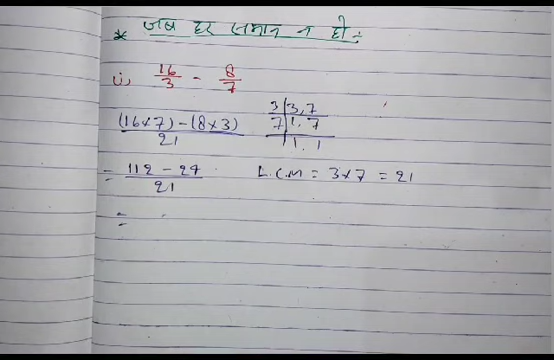 * जब हर समान न हो :-
i) 16/3 - 8/7
(16×7) - (8×3) / 21
3 | 3, 7
7 | 1, 7
| 1, 1
= 112 - 24 / 21
L.C.M = 3×7 = 21
=